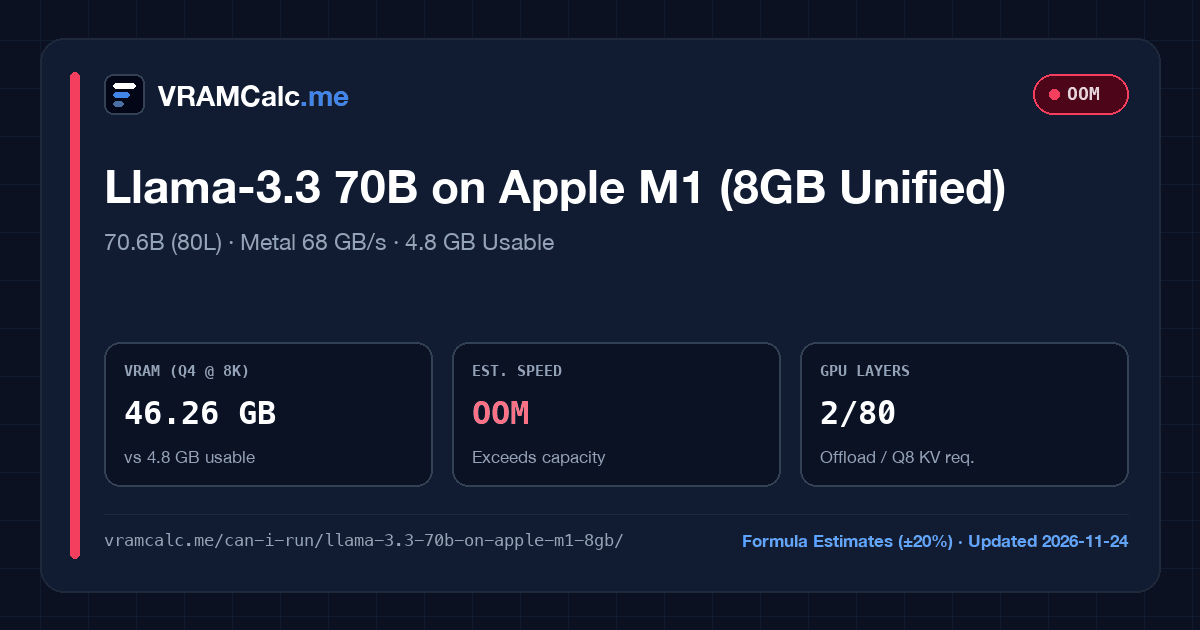 VRAMCalc.me
OOM
Llama-3.3 70B on Apple M1 (8GB Unified)
70.6B (80L) · Metal 68 GB/s · 4.8 GB Usable
VRAM (Q4 @ 8K)
46.26 GB
vs 4.8 GB usable
EST. SPEED
OOM
Exceeds capacity
GPU LAYERS
2/80
Offload / Q8 KV req.
vramcalc.me/can-i-run/llama-3.3-70b-on-apple-m1-8gb/
Formula Estimates (±20%) · Updated 2026-11-24